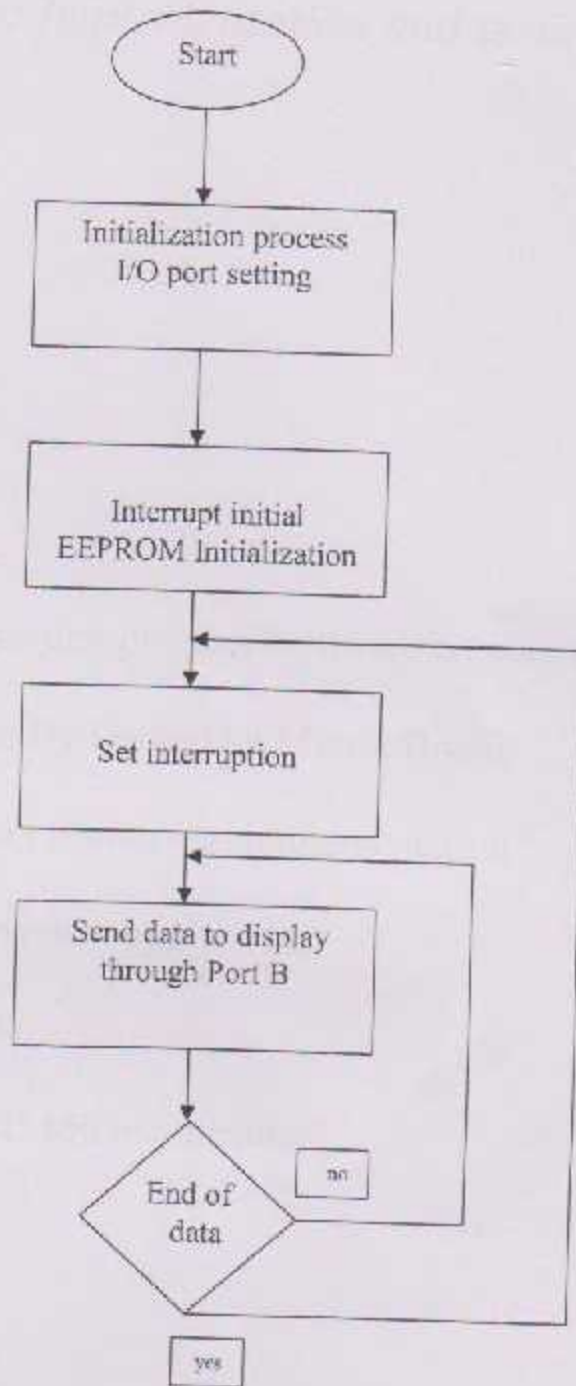 Start
Initialization process
I/O port setting
Interrupt initial
EEPROM Initialization
Set interruption
Send data to display
through Port B
no
End of
data
yes